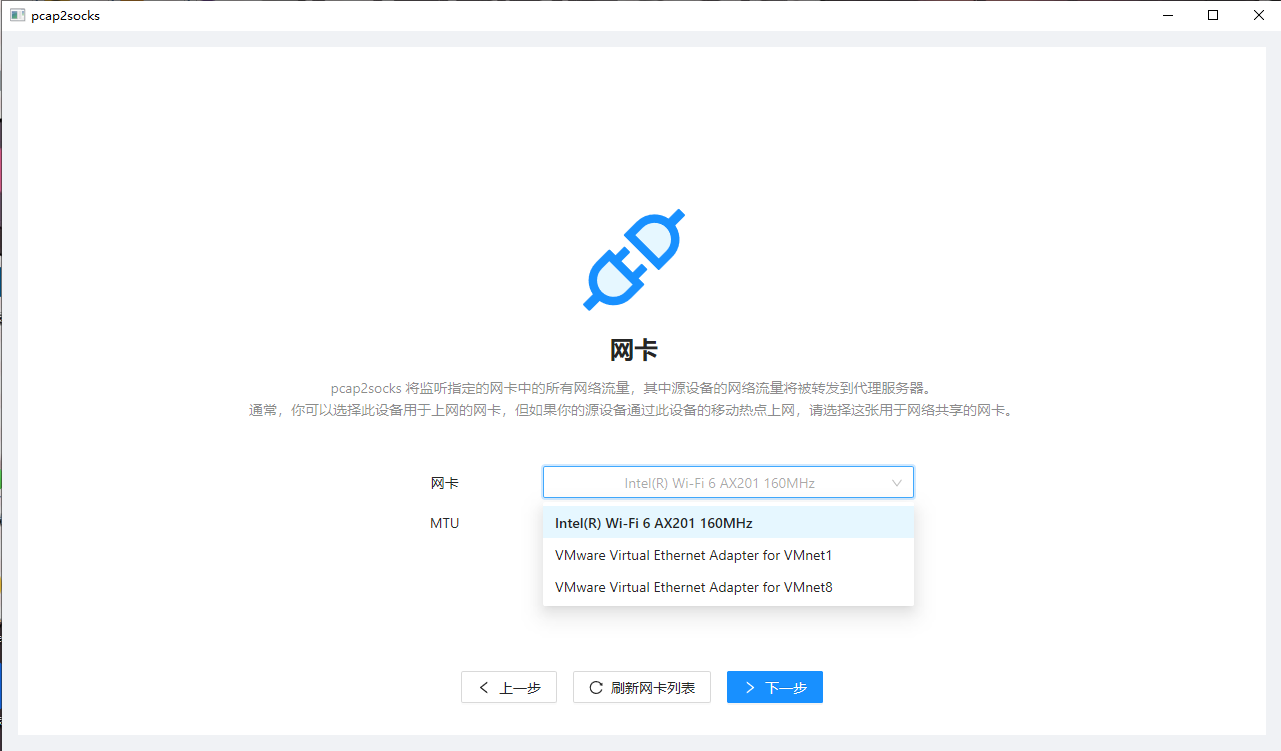 pcap2socks
网卡
pcap2socks 将监听指定的网卡中的所有网络流量，其中源设备的网络流量将被转发到代理服务器。
通常，你可以选择此设备用于上网的网卡，但如果你的源设备通过此设备的移动热点上网，请选择这张用于网络共享的网卡。
网卡 Intel(R) Wi-Fi 6 AX201 160MHz
MTU Intel(R) Wi-Fi 6 AX201 160MHz
VMware Virtual Ethernet Adapter for VMnet1
VMware Virtual Ethernet Adapter for VMnet8
上一步 刷新网卡列表 下一步